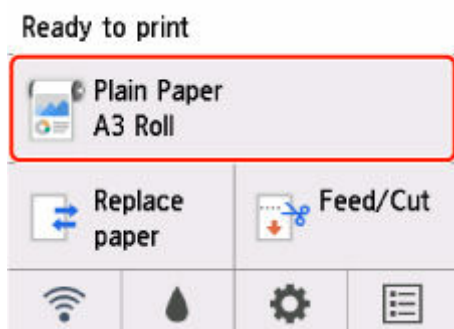 Ready to print
Plain Paper
A3 Roll
Replace
paper
Feed/Cut